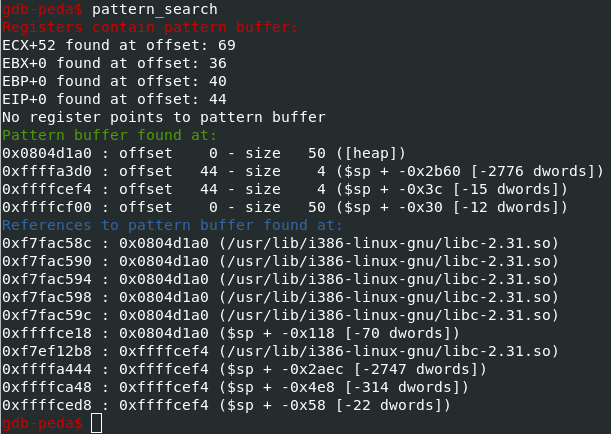 gdb-peda$ pattern_search
Registers contain pattern buffer:
ECX+52 found at offset: 69
EBX+0 found at offset: 36
EBP+0 found at offset: 40
EIP+0 found at offset: 44
No register points to pattern buffer
Pattern buffer found at:
0x0804d1a0 : offset    0 - size   50 ([heap])
0xffffa3d0 : offset   44 - size    4 ($sp + -0x2b60 [-2776 dwords])
0xffffcef4 : offset   44 - size    4 ($sp + -0x3c [-15 dwords])
0xffffcf00 : offset    0 - size   50 ($sp + -0x30 [-12 dwords])
References to pattern buffer found at:
0xf7fac58c : 0x0804d1a0 (/usr/lib/i386-linux-gnu/libc-2.31.so)
0xf7fac590 : 0x0804d1a0 (/usr/lib/i386-linux-gnu/libc-2.31.so)
0xf7fac594 : 0x0804d1a0 (/usr/lib/i386-linux-gnu/libc-2.31.so)
0xf7fac598 : 0x0804d1a0 (/usr/lib/i386-linux-gnu/libc-2.31.so)
0xf7fac59c : 0x0804d1a0 (/usr/lib/i386-linux-gnu/libc-2.31.so)
0xffffce18 : 0x0804d1a0 ($sp + -0x118 [-70 dwords])
0xf7ef12b8 : 0xffffcef4 (/usr/lib/i386-linux-gnu/libc-2.31.so)
0xffffa444 : 0xffffcef4 ($sp + -0x2aec [-2747 dwords])
0xffffca48 : 0xffffcef4 ($sp + -0x4e8 [-314 dwords])
0xffffced8 : 0xffffcef4 ($sp + -0x58 [-22 dwords])
gdb-peda$